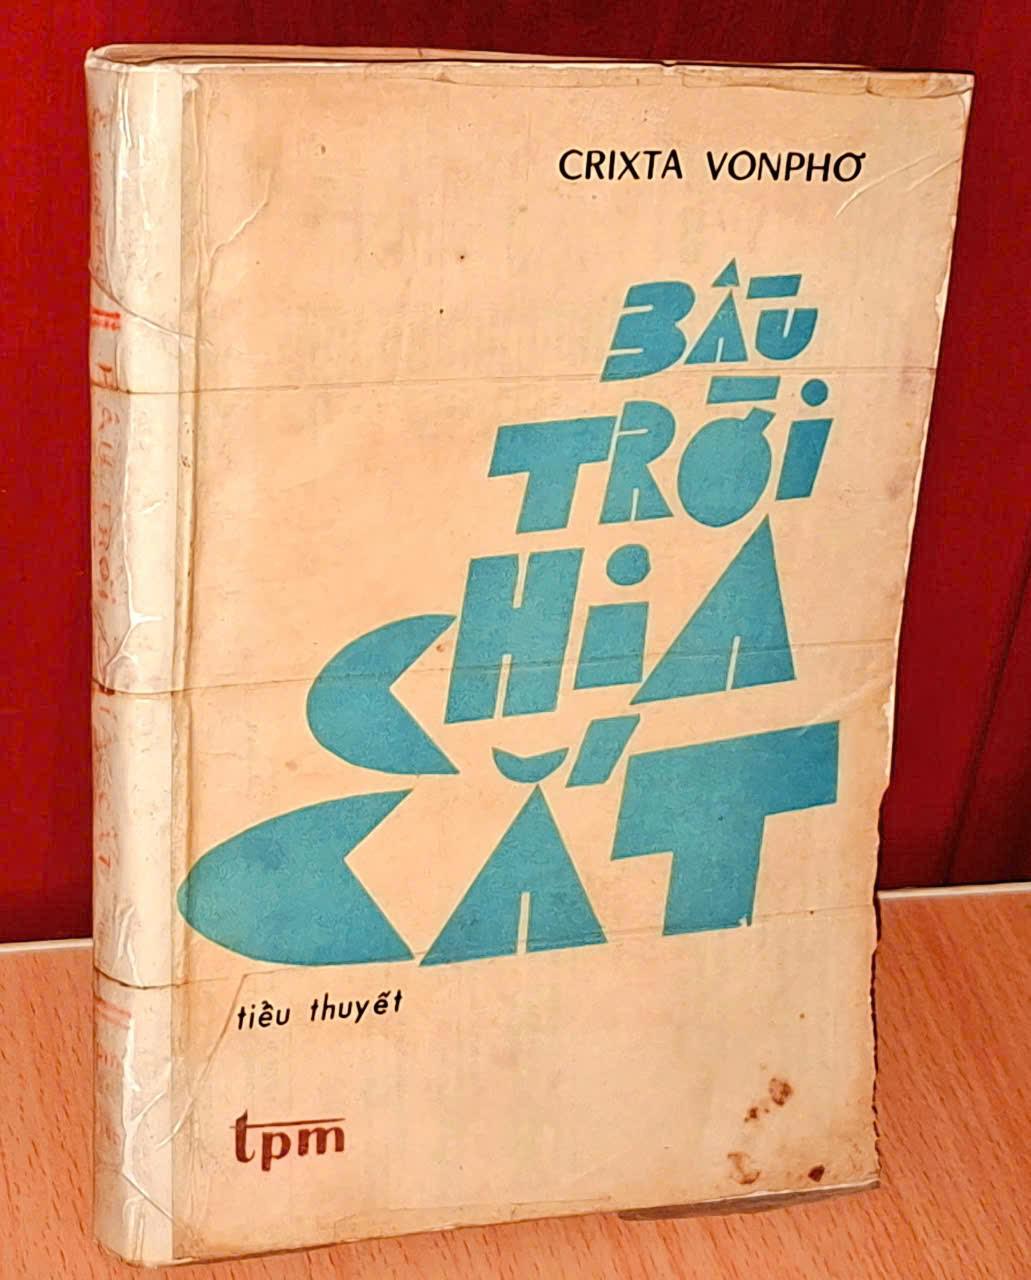 CRIXTA VONPHƠ
BẦU
TRỜI
CHIA
CẮT
tiểu thuyết
tpm